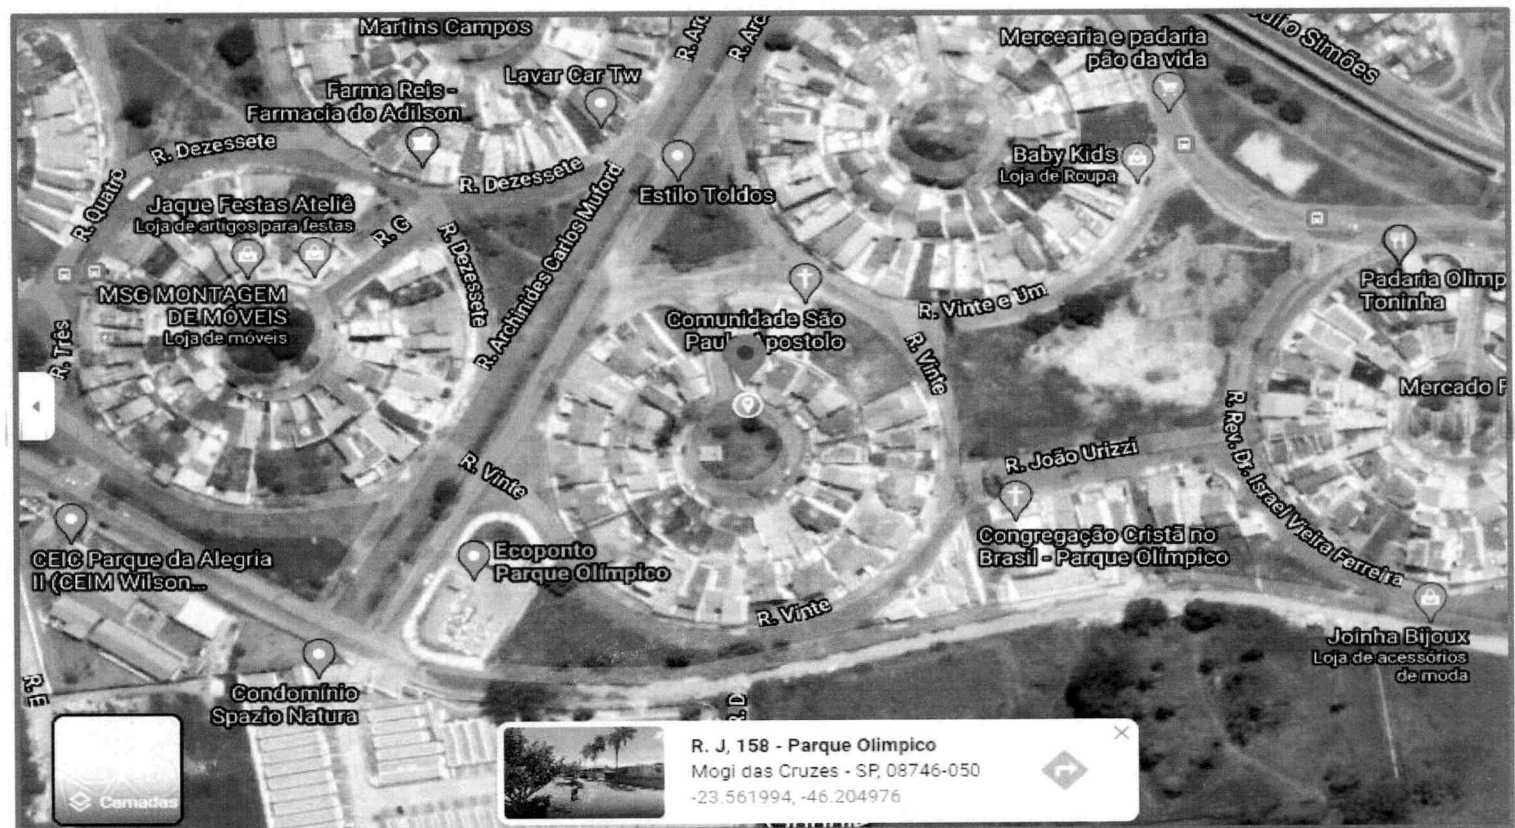 Martins Campos
R. Arc
R. Arc
Mercearia e padaria
pão da vida
Simões
Lavar Car Tw
Farma Reis -
Farmacia do Adilson
R. Dezessete
R. Dezessete
Estilo Toldos
Baby Kids
Loja de Roupa
R. Quatro
Jaque Festas Ateliê
Loja de artigos para festas
R. G
R. Dezessete
R. Archinides Carlos Muford
MSG MONTAGEM
DE MÓVEIS
Loja de móveis
R. Três
Comunidade São
Paulo Apostolo
R. Vinte e Um
R. Vinte
Padaria Olimp
Toninha
Mercado F
R. Rev. Dr. Israel Vieira Ferreira
R. João Urizzi
R. Vinte
Congregação Cristã no
Brasil - Parque Olímpico
CEIC Parque da Alegria
II (CEIM Wilson...
Ecoponto
Parque Olímpico
R. Vinte
Joinha Bijoux
Loja de acessórios
de moda
Condomínio
Spazio Natura
R. E
R. D
Camadas
R. J, 158 - Parque Olimpico
Mogi das Cruzes - SP, 08746-050
-23.561994, -46.204976